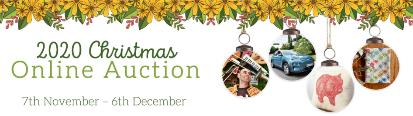 2020 Christmas
Online Auction
7th November – 6th December